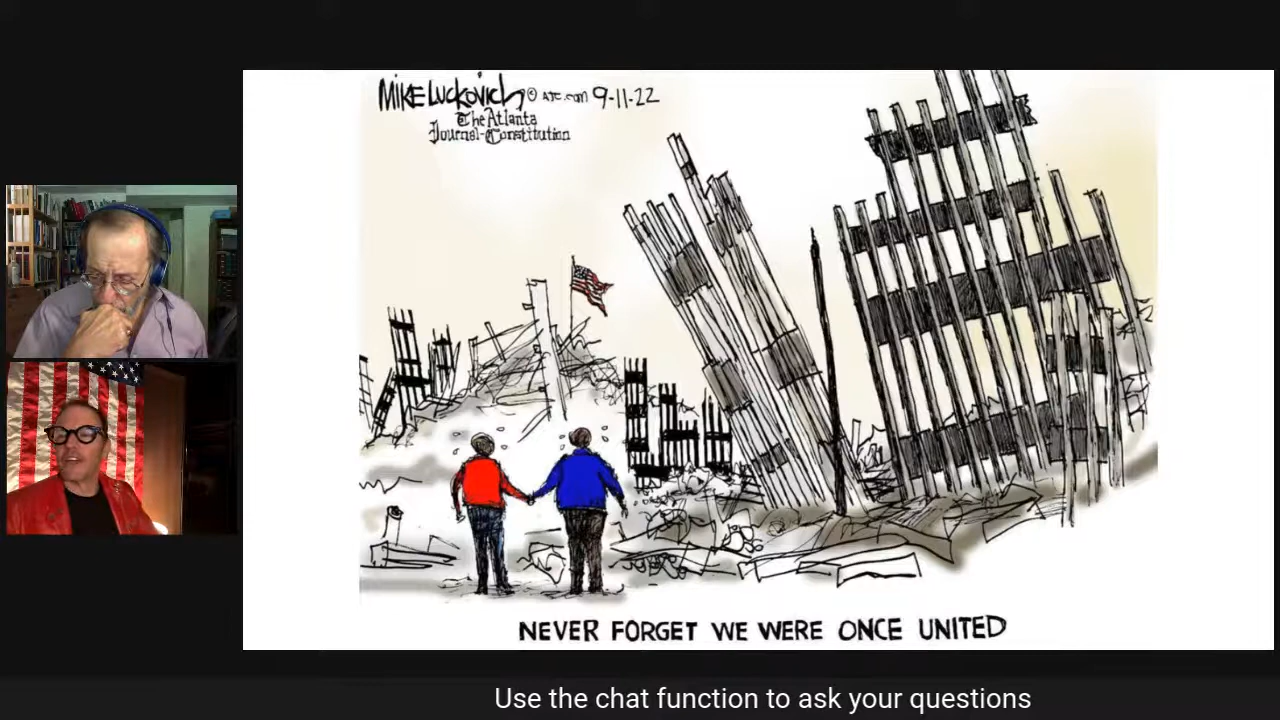 MIKE LUCKOVICH © AJC.com 9-11-22
The Atlanta
Journal-Constitution
NEVER FORGET WE WERE ONCE UNITED
Use the chat function to ask your questions